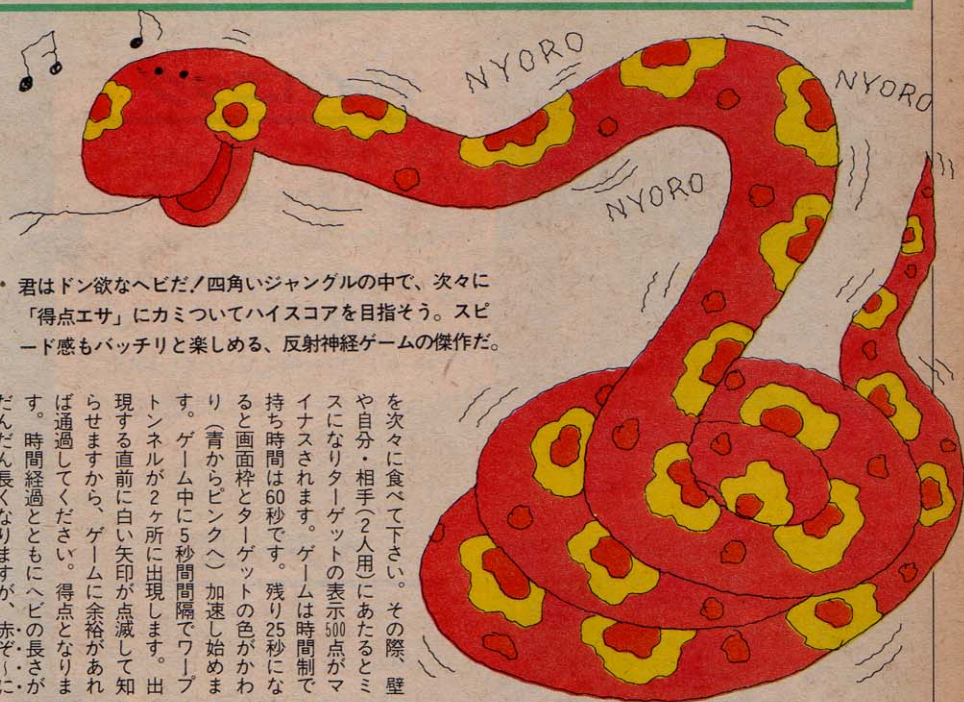 NYORO
NYORO
NYORO
君はドン欲なヘビだ!四角いジャングルの中で、次々に
「得点エサ」にカミついてハイスコアを目指そう。スピ
ード感もバッチリと楽しめる、反射神経ゲームの傑作だ。
を次々に食べて下さい。その際、壁
や自分・相手(2人用)にあたるとミ
スになりターゲットの表示500点がマ
イナスされます。ゲームは時間制で
持ち時間は60秒です。残り25秒にな
ると画面枠とターゲットの色がかわ
り(青からピンクへ)加速し始めま
す。ゲーム中に5秒間間隔でワープ
トンネルが2ヶ所に出現します。出
現する直前に白い矢印が点滅して知
らせますから、ゲームに余裕があれ
ば通過してください。得点となりま
す。時間経過とともにヘビの長さが
だんだん長くなりますが、赤ぞ〜に